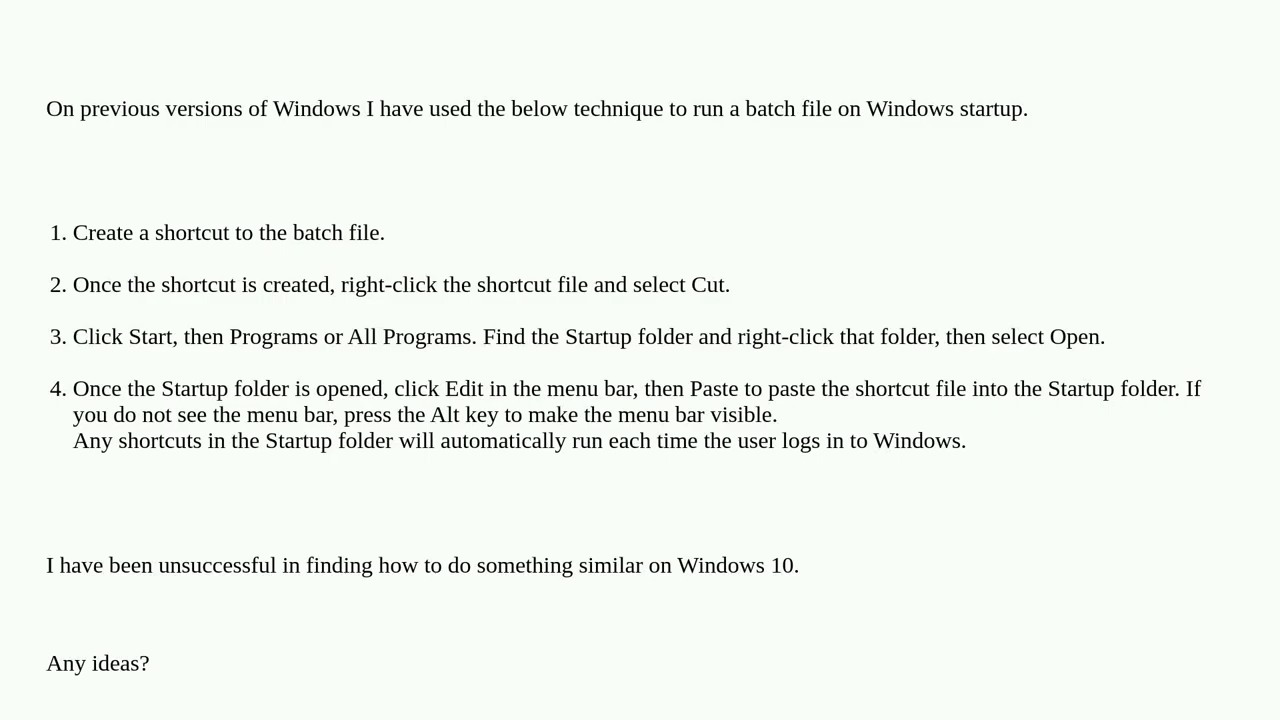 On previous versions of Windows I have used the below technique to run a batch file on Windows startup.
1. Create a shortcut to the batch file.
2. Once the shortcut is created, right-click the shortcut file and select Cut.
3. Click Start, then Programs or All Programs. Find the Startup folder and right-click that folder, then select Open.
4. Once the Startup folder is opened, click Edit in the menu bar, then Paste to paste the shortcut file into the Startup folder. If
you do not see the menu bar, press the Alt key to make the menu bar visible.
Any shortcuts in the Startup folder will automatically run each time the user logs in to Windows.
I have been unsuccessful in finding how to do something similar on Windows 10.
Any ideas?